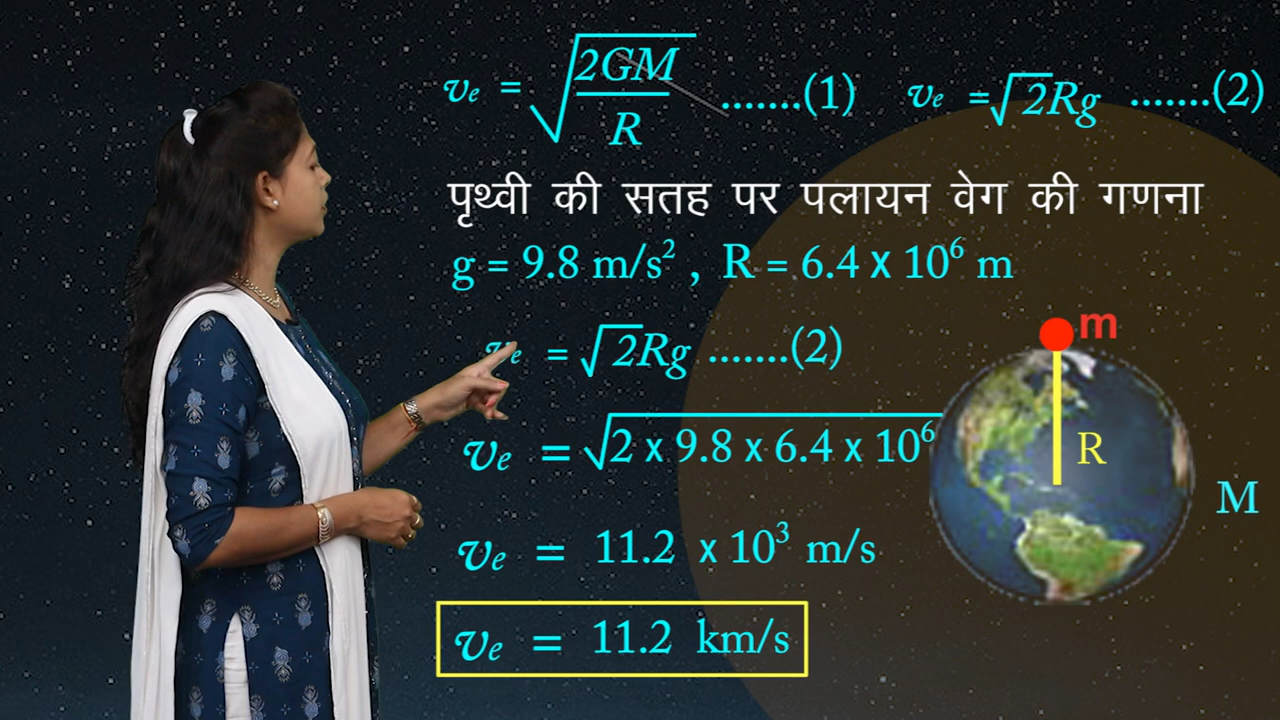 vₑ = √(2GM/R) .......(1) vₑ = √2Rg .......(2)
पृथ्वी की सतह पर पलायन वेग की गणना
g = 9.8 m/s² , R = 6.4 x 10⁶ m
vₑ = √2Rg .......(2)
m
vₑ = √2 x 9.8 x 6.4 x 10⁶
R
M
vₑ = 11.2 x 10³ m/s
vₑ = 11.2 km/s